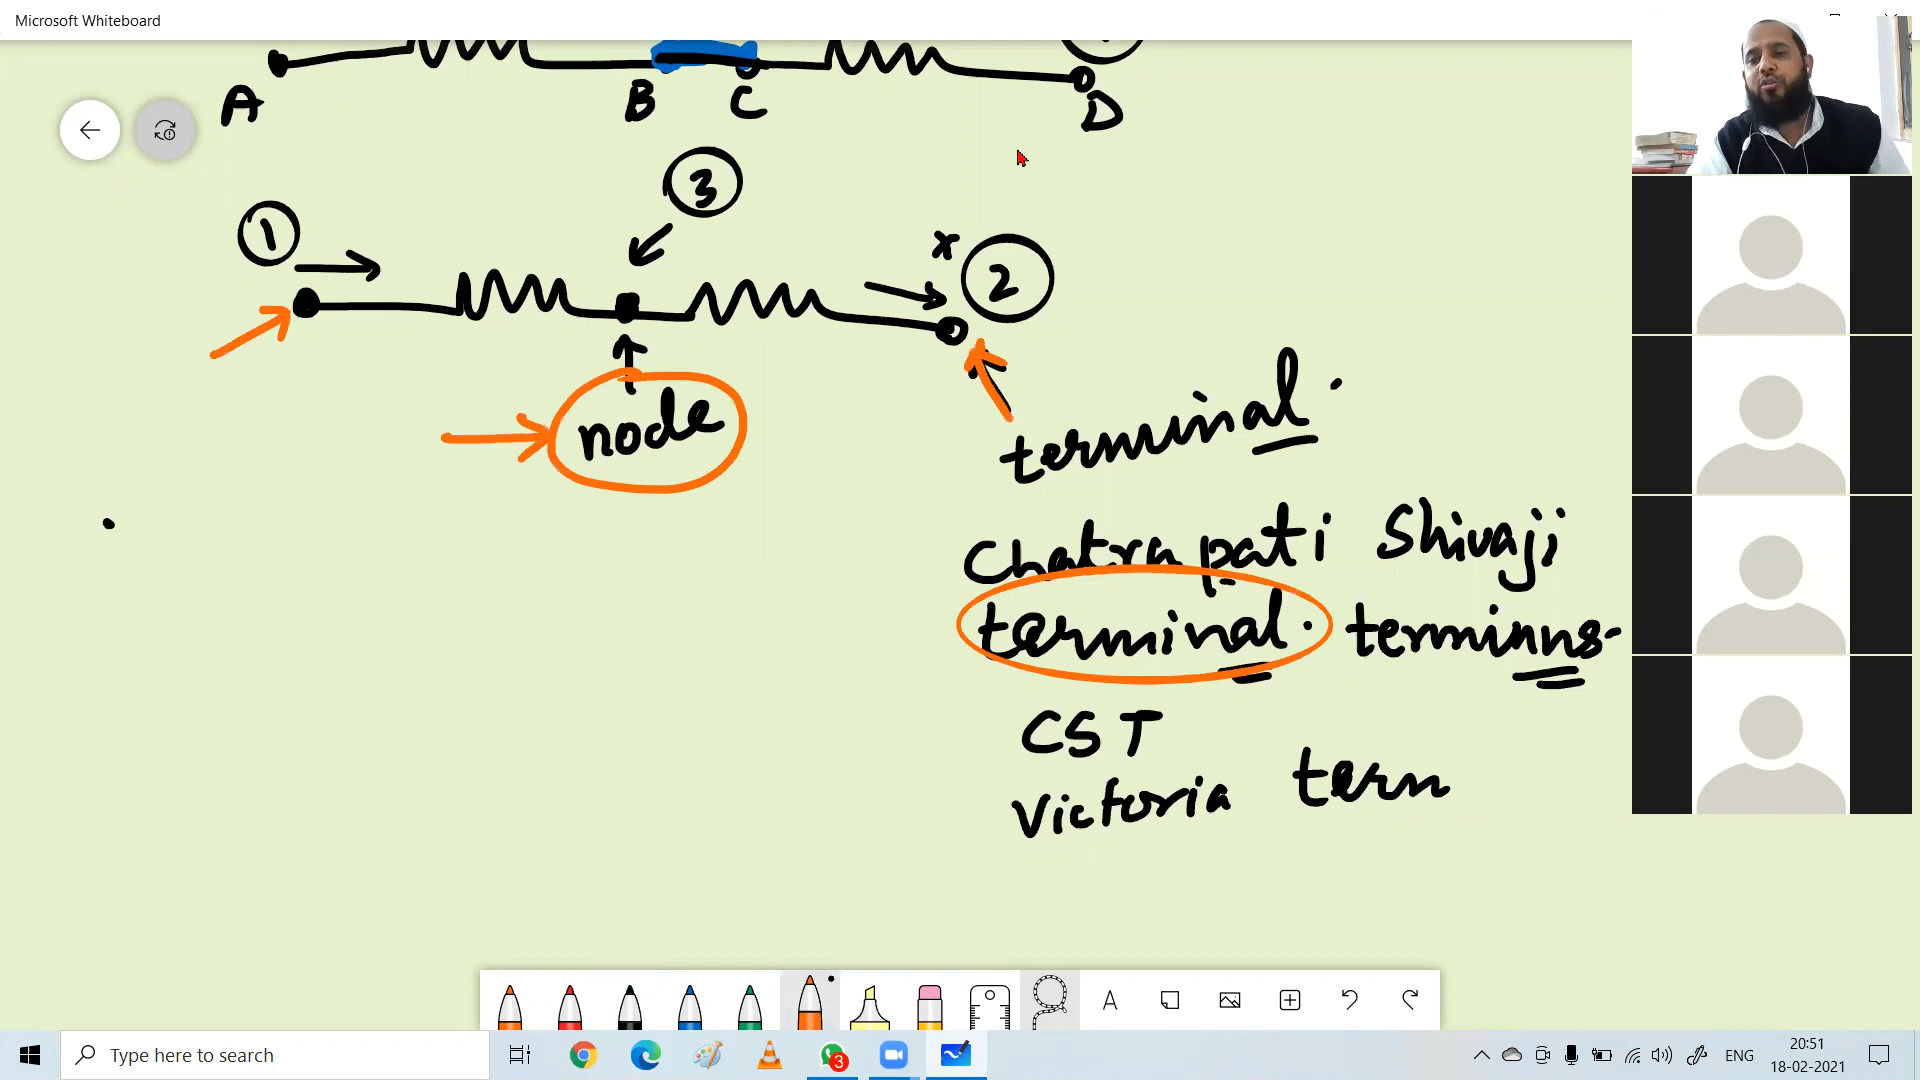 Microsoft Whiteboard
A B C D
3
1
x 2
node
terminal.
Chatrapati Shivaji
terminal. terminus-
CST
Victoria term
A
Type here to search
3
ENG
20:51
18-02-2021